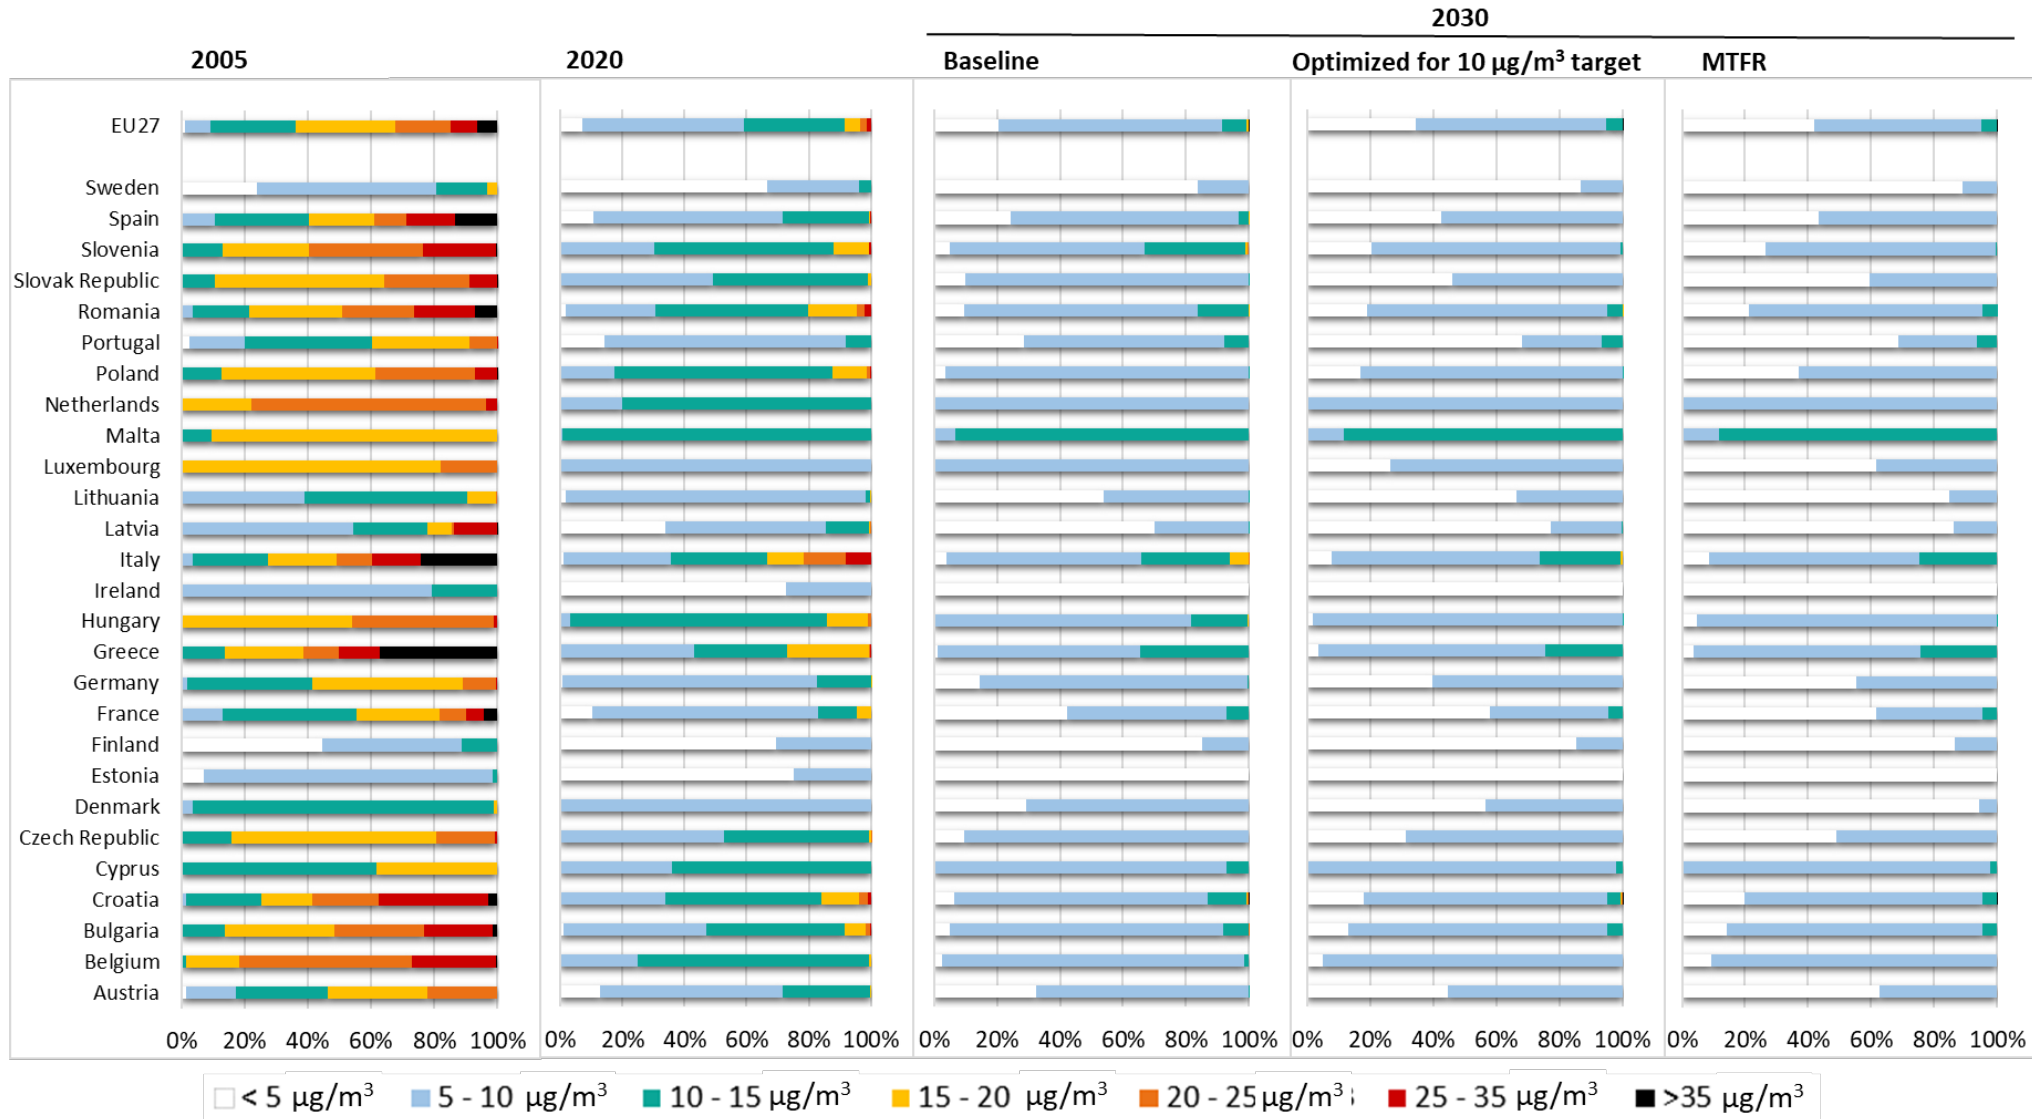 2030
2005 2020 Baseline Optimized for 10 µg/m³ target MTFR
EU27
Sweden
Spain
Slovenia
Slovak Republic
Romania
Portugal
Poland
Netherlands
Malta
Luxembourg
Lithuania
Latvia
Italy
Ireland
Hungary
Greece
Germany
France
Finland
Estonia
Denmark
Czech Republic
Cyprus
Croatia
Bulgaria
Belgium
Austria
0% 20% 40% 60% 80% 100% 0% 20% 40% 60% 80% 100% 0% 20% 40% 60% 80% 100% 0% 20% 40% 60% 80% 100% 0% 20% 40% 60% 80% 100%
< 5 µg/m³ 5 - 10 µg/m³ 10 - 15 µg/m³ 15 - 20 µg/m³ 20 - 25 µg/m³ 25 - 35 µg/m³ >35 µg/m³